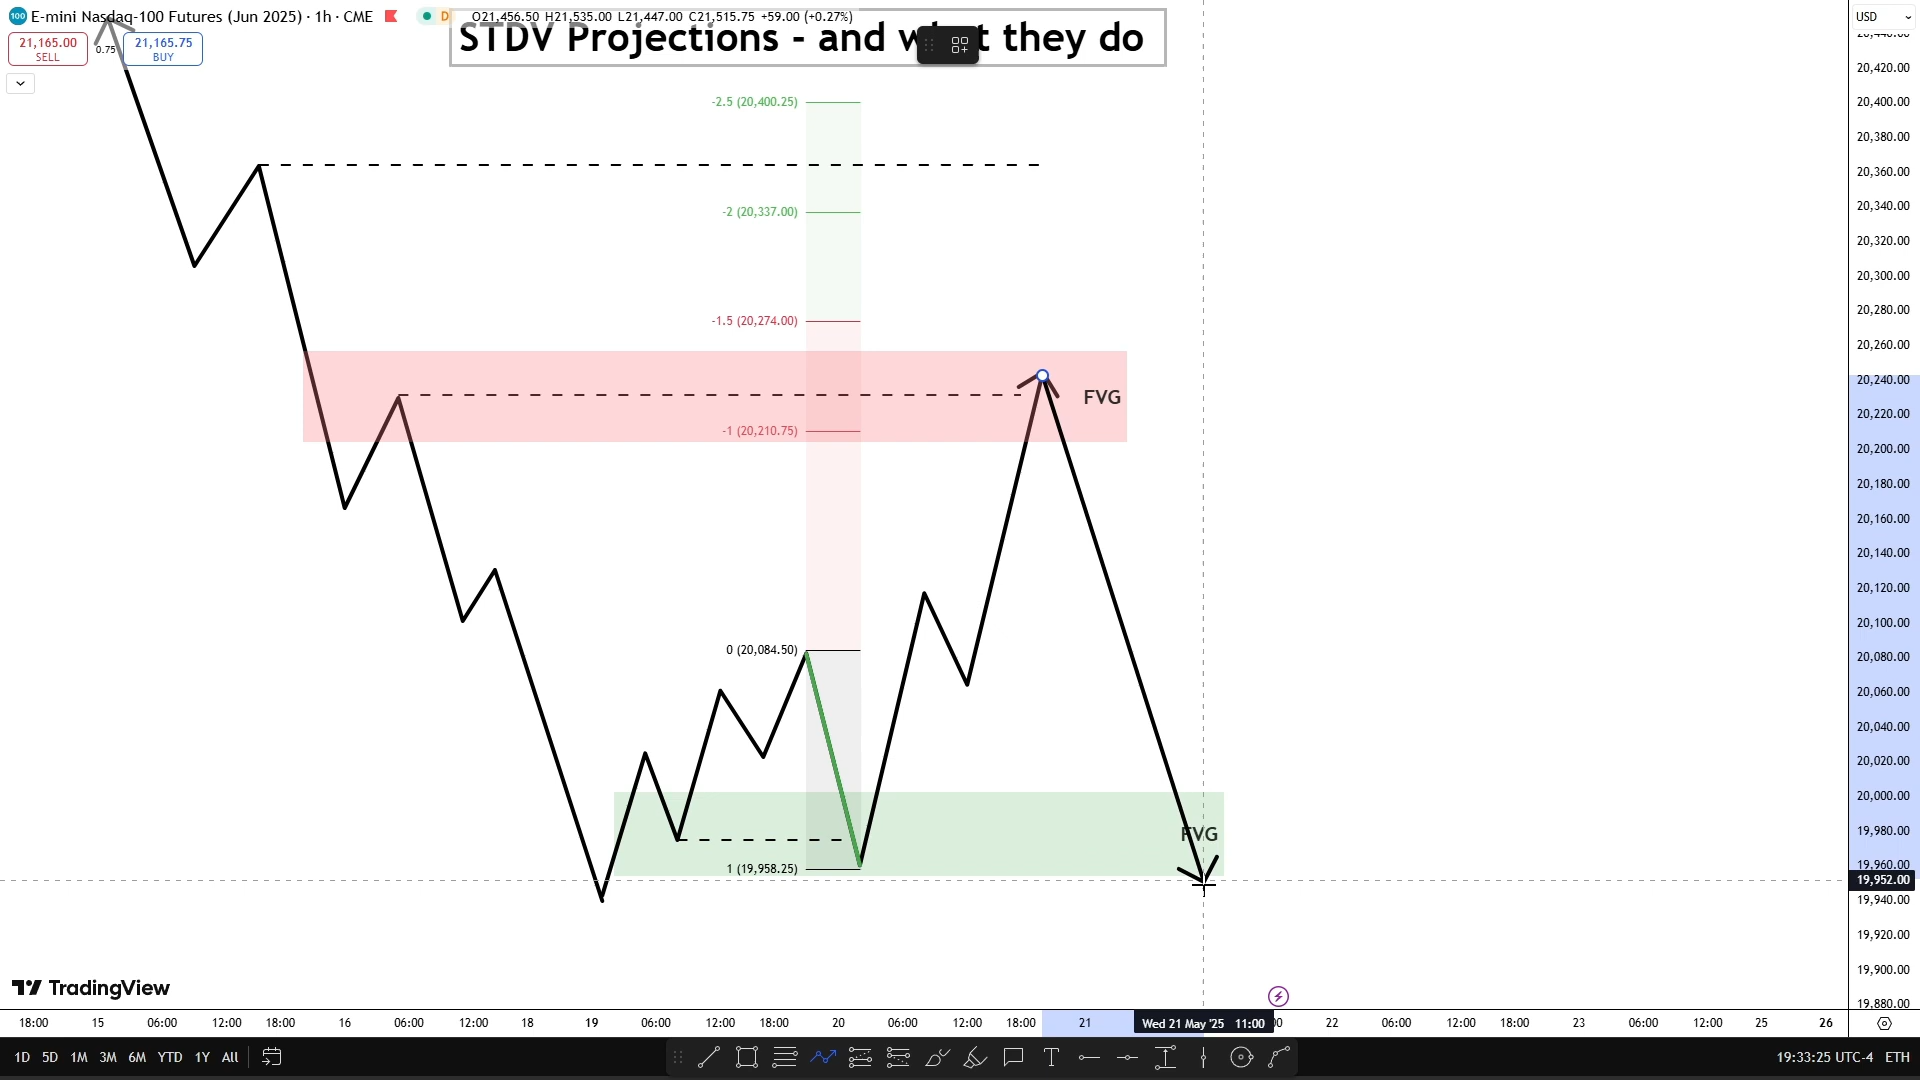 100 E-mini Nasdaq-100 Futures (Jun 2025) · 1h · CME
D
O21,456.50 H21,535.00 L21,447.00 C21,515.75 +59.00 (+0.27%)
USD
21,165.00
SELL
0.75
21,165.75
BUY
STDV Projections - and w t they do
-2.5 (20,400.25)
-2 (20,337.00)
-1.5 (20,274.00)
FVG
-1 (20,210.75)
0 (20,084.50)
FVG
1 (19,958.25)
20,440.00
20,420.00
20,400.00
20,380.00
20,360.00
20,340.00
20,320.00
20,300.00
20,280.00
20,260.00
20,240.00
20,220.00
20,200.00
20,180.00
20,160.00
20,140.00
20,120.00
20,100.00
20,080.00
20,060.00
20,040.00
20,020.00
20,000.00
19,980.00
19,960.00
19,952.00
19,940.00
19,920.00
19,900.00
19,880.00
TradingView
18:00 15 06:00 12:00 18:00 16 06:00 12:00 18 19 06:00 12:00 18:00 20 06:00 12:00 18:00 21 Wed 21 May '25 11:00 :00 22 06:00 12:00 18:00 23 06:00 12:00 25 26
1D 5D 1M 3M 6M YTD 1Y All
T
19:33:25 UTC-4 ETH